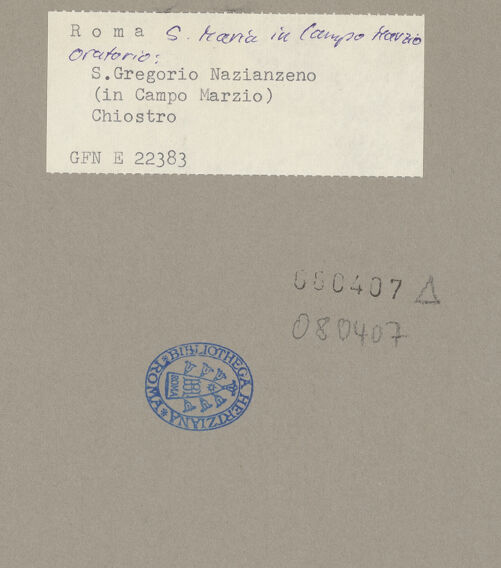 Roma S. Maria in Campo Marzio
oratorio:
S.Gregorio Nazianzeno
(in Campo Marzio)
Chiostro
GFN E 22383
080407
080407
BIBLIOTHECA HERTZIANA
ROMA
ROMA